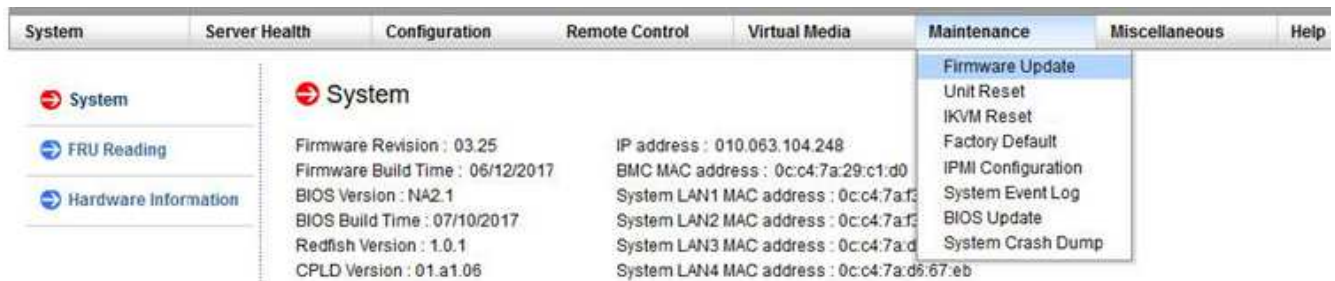 System Server Health Configuration Remote Control Virtual Media Maintenance Miscellaneous Help
Firmware Update
Unit Reset
IKVM Reset
Factory Default
IPMI Configuration
System Event Log
BIOS Update
System Crash Dump
System
FRU Reading
Hardware Information
System
Firmware Revision : 03.25
Firmware Build Time : 06/12/2017
BIOS Version : NA2.1
BIOS Build Time : 07/10/2017
Redfish Version : 1.0.1
CPLD Version : 01.a1.06
IP address : 010.063.104.248
BMC MAC address : 0c:c4:7a:29:c1:d0
System LAN1 MAC address : 0c:c4:7a:f3
System LAN2 MAC address : 0c:c4:7a:f3
System LAN3 MAC address : 0c:c4:7a:d
System LAN4 MAC address : 0c:c4:7a:d6:67:eb